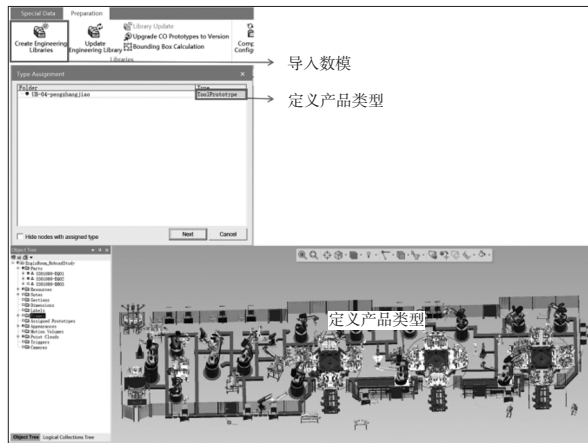 Special Data
Preparation
Create Engineering Libraries
Update Engineering Library
Library Update
Upgrade CO Prototypes to Version
Bounding Box Calculation
Libraries
导入数模
Type Assignment
Folder
Type
UB-04-pengzhangjiao
ToolPrototype
定义产品类型
Hide nodes with assigned type
Next
Cancel
Object Tree
Parts
Resources
Notes
Sections
Dimensions
Labels
Frames
Assigned Prototypes
Appearances
Motion Volumes
Point Clouds
Triggers
Cameras
定义产品类型
Object Tree
Logical Collections Tree